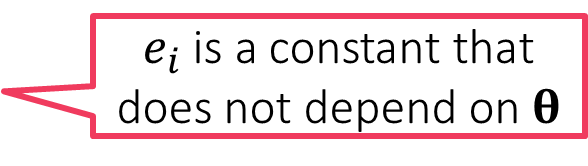 𝑒ᵢ is a constant that
does not depend on 𝛉